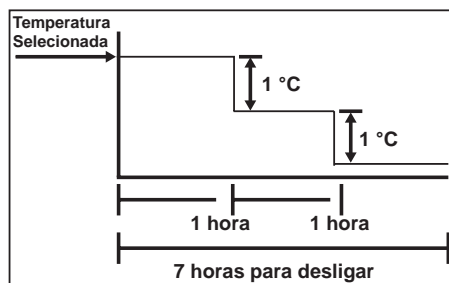 Temperatura
Selecionada
1 °C
1 °C
1 hora
1 hora
7 horas para desligar